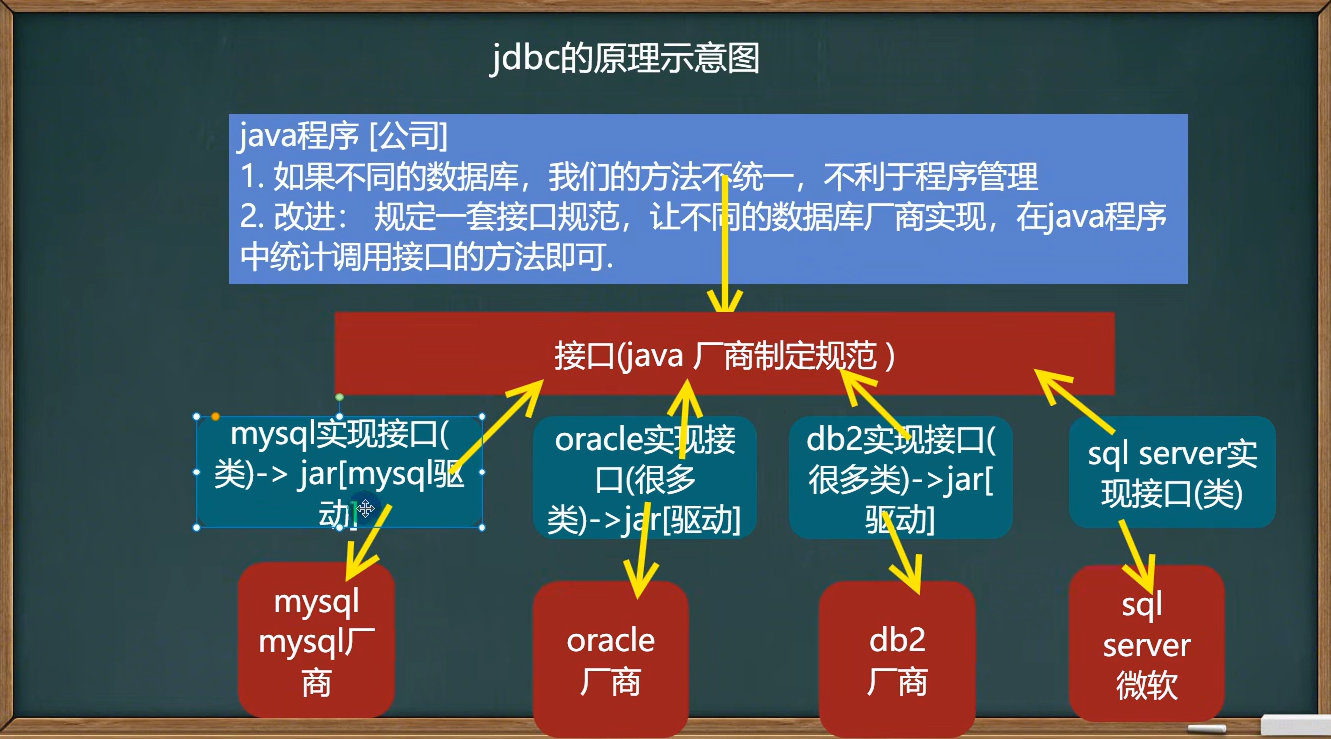 jdbc的原理示意图
java程序 [公司]
1. 如果不同的数据库，我们的方法不统一，不利于程序管理
2. 改进： 规定一套接口规范，让不同的数据库厂商实现，在java程序
中统计调用接口的方法即可.
接口(java 厂商制定规范 )
mysql实现接口(
类)-> jar[mysql驱
动]
oracle实现接
口(很多
类)->jar[驱动]
db2实现接口(
很多类)->jar[
驱动]
sql server实
现接口(类)
mysql
mysql厂
商
oracle
厂商
db2
厂商
sql
server
微软